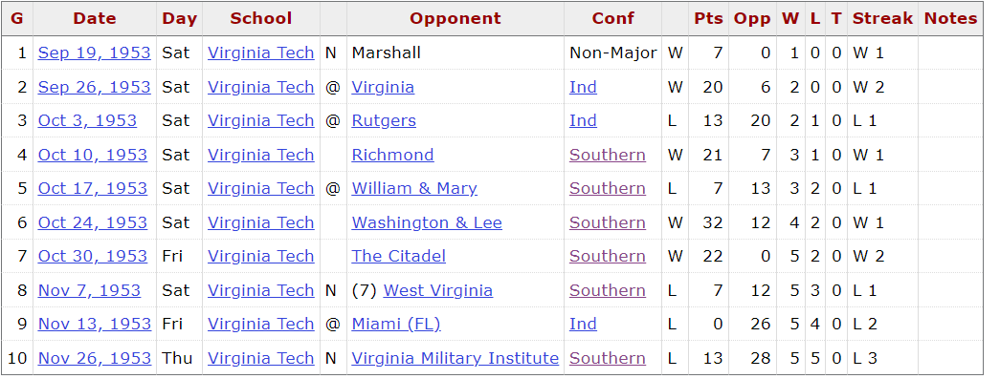 G Date Day School Opponent Conf Pts Opp W L T Streak Notes
1 Sep 19, 1953 Sat Virginia Tech N Marshall Non-Major W 7 0 1 0 0 W 1
2 Sep 26, 1953 Sat Virginia Tech @ Virginia Ind W 20 6 2 0 0 W 2
3 Oct 3, 1953 Sat Virginia Tech @ Rutgers Ind L 13 20 2 1 0 L 1
4 Oct 10, 1953 Sat Virginia Tech Richmond Southern W 21 7 3 1 0 W 1
5 Oct 17, 1953 Sat Virginia Tech @ William & Mary Southern L 7 13 3 2 0 L 1
6 Oct 24, 1953 Sat Virginia Tech Washington & Lee Southern W 32 12 4 2 0 W 1
7 Oct 30, 1953 Fri Virginia Tech The Citadel Southern W 22 0 5 2 0 W 2
8 Nov 7, 1953 Sat Virginia Tech N (7) West Virginia Southern L 7 12 5 3 0 L 1
9 Nov 13, 1953 Fri Virginia Tech @ Miami (FL) Ind L 0 26 5 4 0 L 2
10 Nov 26, 1953 Thu Virginia Tech N Virginia Military Institute Southern L 13 28 5 5 0 L 3